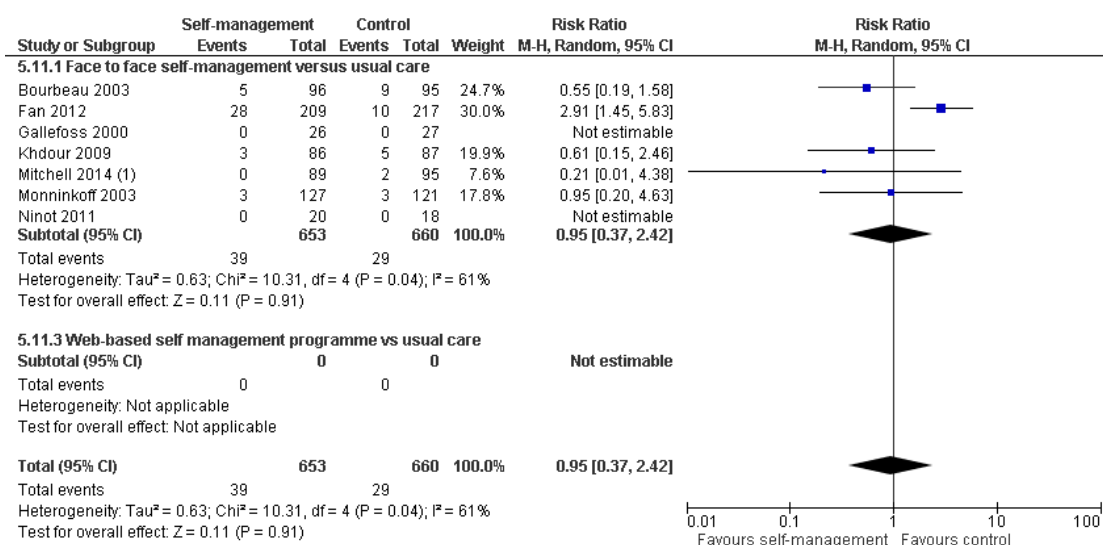 Self-management Control Risk Ratio Risk Ratio
Study or Subgroup Events Total Events Total Weight M-H, Random, 95% CI M-H, Random, 95% CI
5.11.1 Face to face self-management versus usual care
Bourbeau 2003 5 96 9 95 24.7% 0.55 [0.19, 1.58]
Fan 2012 28 209 10 217 30.0% 2.91 [1.45, 5.83]
Gallefoss 2000 0 26 0 27 Not estimable
Khdour 2009 3 86 5 87 19.9% 0.61 [0.15, 2.46]
Mitchell 2014 (1) 0 89 2 95 7.6% 0.21 [0.01, 4.38]
Monninkoff 2003 3 127 3 121 17.8% 0.95 [0.20, 4.63]
Ninot 2011 0 20 0 18 Not estimable
Subtotal (95% CI) 653 660 100.0% 0.95 [0.37, 2.42]
Total events 39 29
Heterogeneity: Tau² = 0.63; Chi² = 10.31, df = 4 (P = 0.04); I² = 61%
Test for overall effect: Z = 0.11 (P = 0.91)
5.11.3 Web-based self management programme vs usual care
Subtotal (95% CI) 0 0 Not estimable
Total events 0 0
Heterogeneity: Not applicable
Test for overall effect: Not applicable
Total (95% CI) 653 660 100.0% 0.95 [0.37, 2.42]
Total events 39 29
Heterogeneity: Tau² = 0.63; Chi² = 10.31, df = 4 (P = 0.04); I² = 61%
Test for overall effect: Z = 0.11 (P = 0.91)
0.01 0.1 1 10 100
Favours self-management Favours control